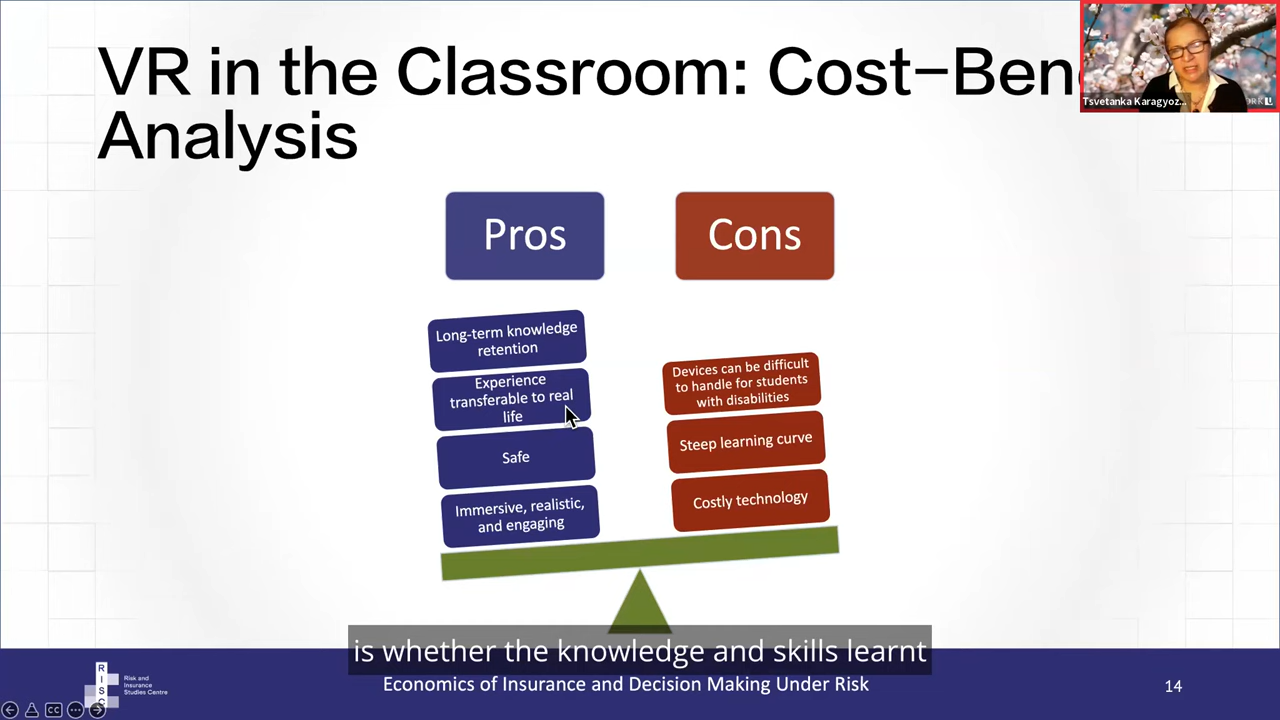 VR in the Classroom: Cost-Ben
Analysis
Tsvetanka Karagyoz...
Pros
Cons
Long-term knowledge
retention
Experience
transferable to real
life
Safe
Immersive, realistic,
and engaging
Devices can be difficult
to handle for students
with disabilities
Steep learning curve
Costly technology
is whether the knowledge and skills learnt
Economics of Insurance and Decision Making Under Risk
14
R
I
S
C
Risk and
Insurance
Studies Centre
CC